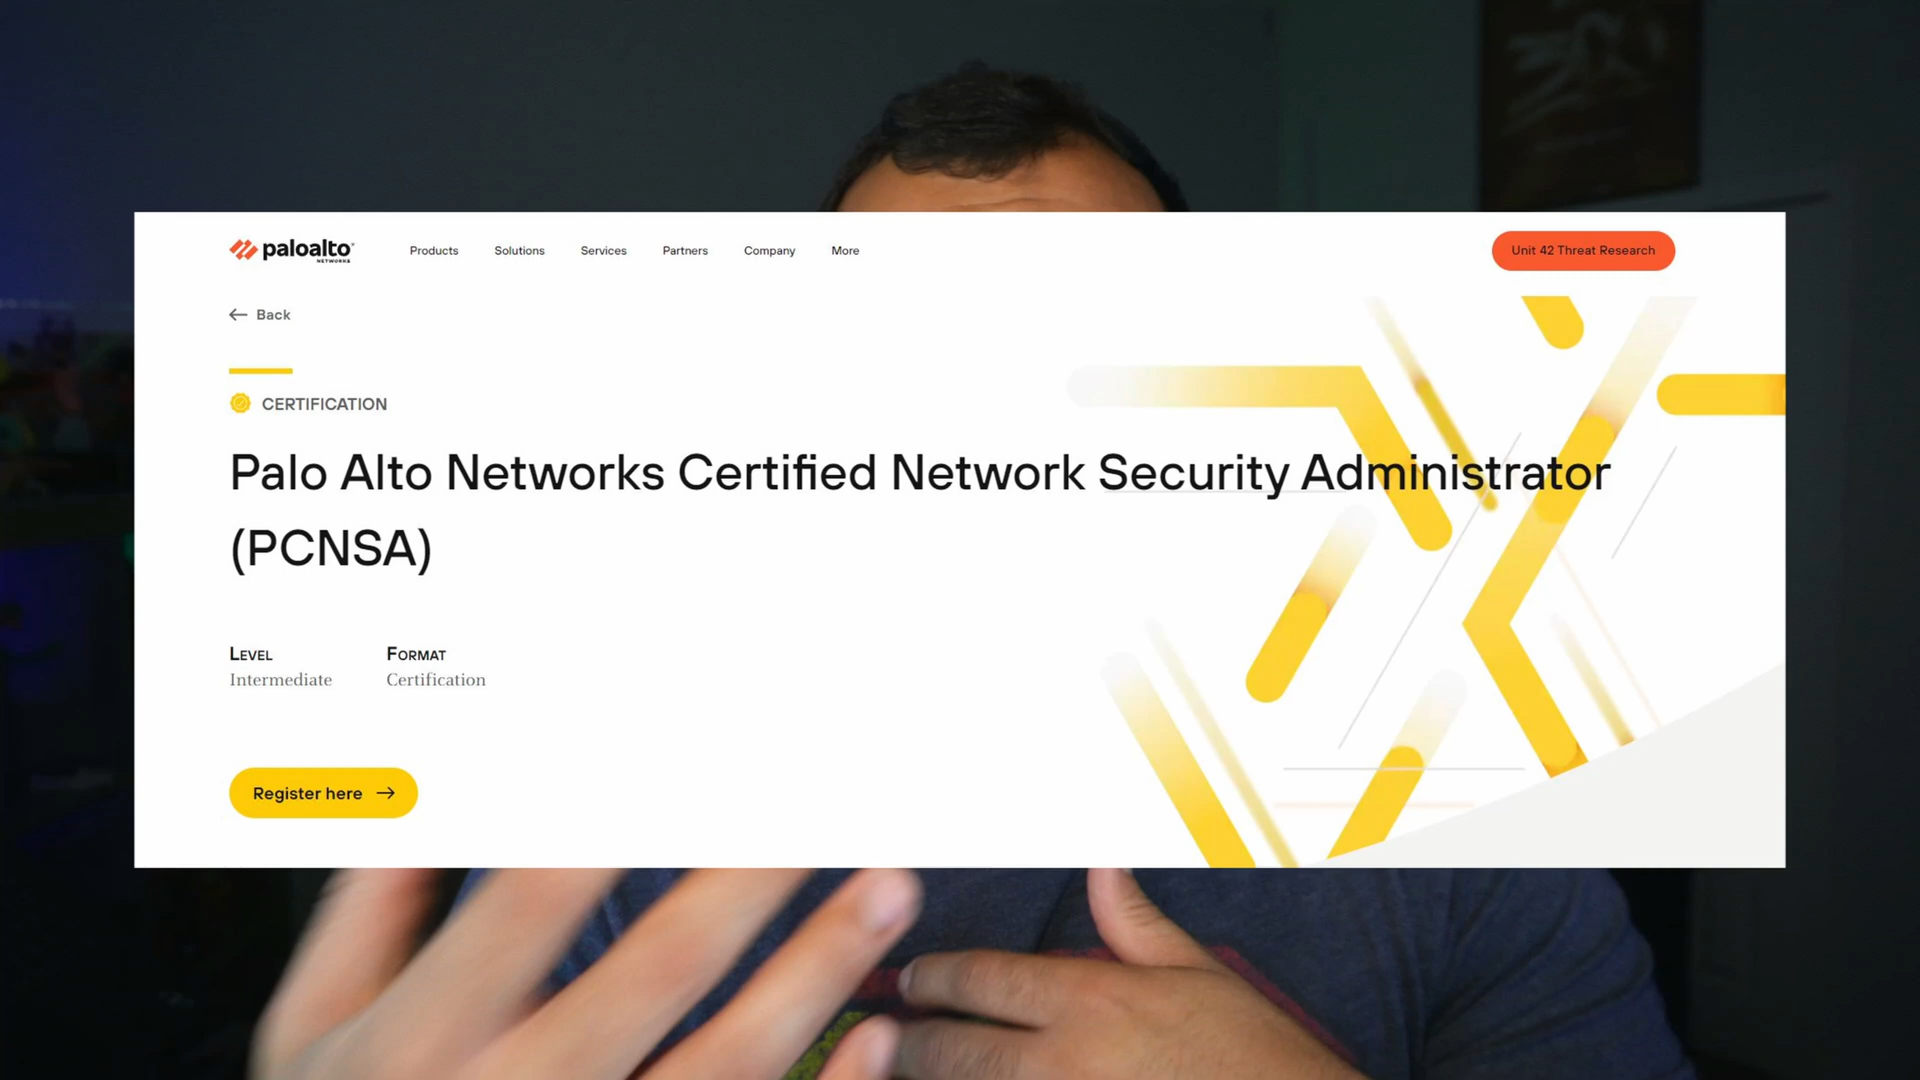 paloalto
NETWORKS
Products Solutions Services Partners Company More
Unit 42 Threat Research
Back
CERTIFICATION
Palo Alto Networks Certified Network Security Administrator
(PCNSA)
LEVEL FORMAT
Intermediate Certification
Register here